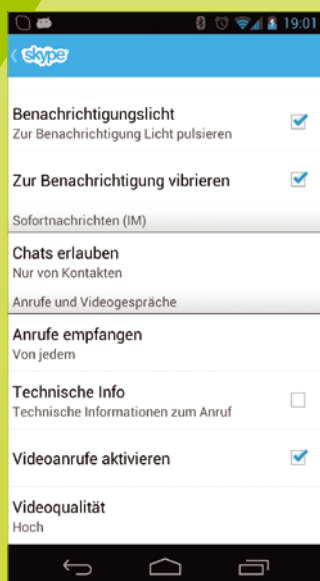 19:01
skype
Benachrichtigungslicht
Zur Benachrichtigung Licht pulsieren
Zur Benachrichtigung vibrieren
Sofortnachrichten (IM)
Chats erlauben
Nur von Kontakten
Anrufe und Videogespräche
Anrufe empfangen
Von jedem
Technische Info
Technische Informationen zum Anruf
Videoanrufe aktivieren
Videoqualität
Hoch